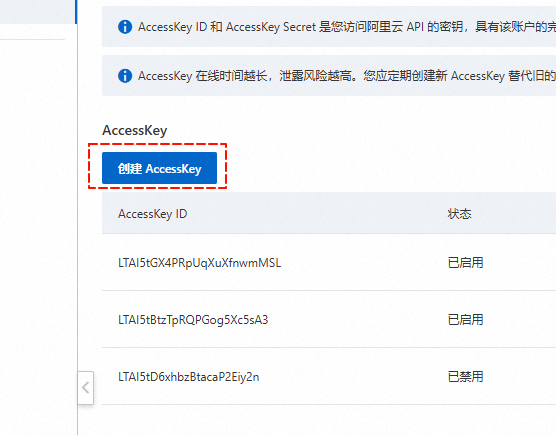 AccessKey ID 和 AccessKey Secret 是您访问阿里云 API 的密钥，具有该账户的完
AccessKey 在线时间越长，泄露风险越高。您应定期创建新 AccessKey 替代旧的
AccessKey
创建 AccessKey
AccessKey ID 状态
LTAI5tGX4PRpUqXuXfnwmMSL 已启用
LTAI5tBtzTpRQPGog5Xc5sA3 已启用
LTAI5tD6xhbzBtacaP2Eiy2n 已禁用